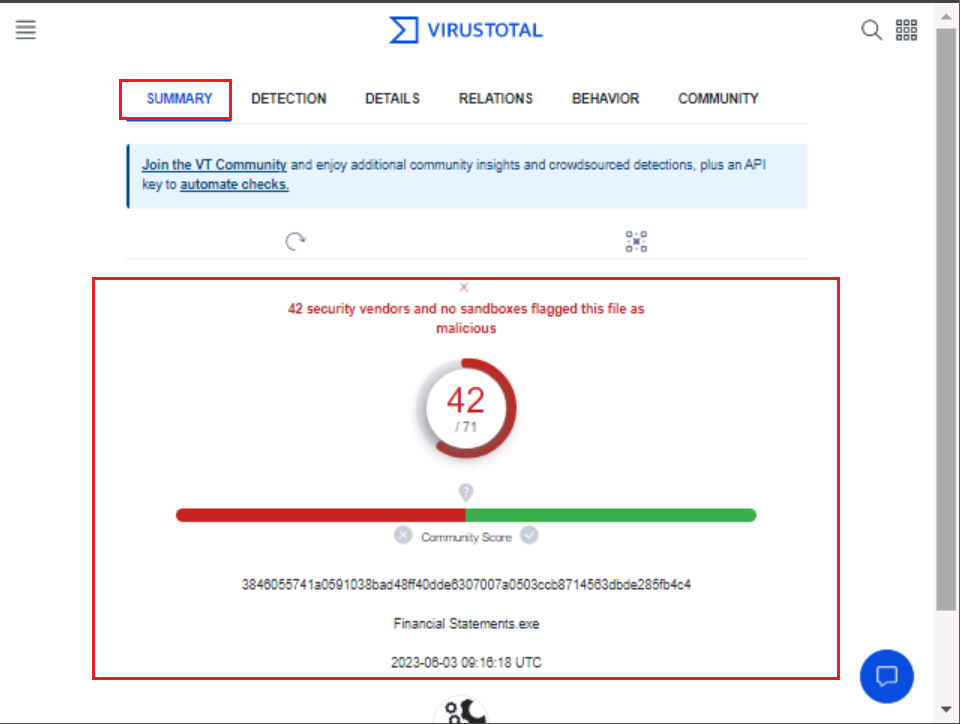 VIRUSTOTAL
SUMMARY DETECTION DETAILS RELATIONS BEHAVIOR COMMUNITY
Join the VT Community and enjoy additional community insights and crowdsourced detections, plus an API
key to automate checks.
42 security vendors and no sandboxes flagged this file as
malicious
42
/ 71
?
Community Score
3846055741a0591038bad48ff40dde6307007a0503ccb8714563dbde285fb4c4
Financial Statements.exe
2023-06-03 09:16:18 UTC